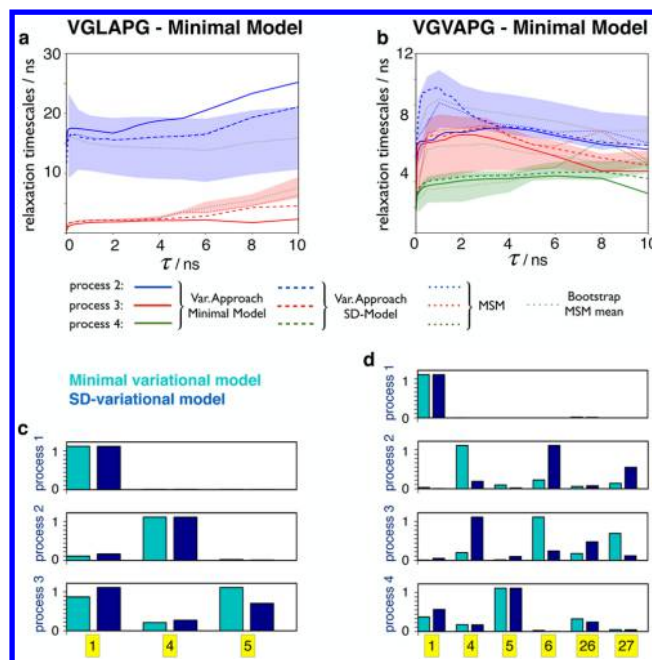 VGLAPG - Minimal Model
VGVAPG - Minimal Model
a
relaxation timescales / ns
30
20
10
0
2
4
6
8
10
τ / ns
b
relaxation timescales / ns
12
8
4
0
2
4
6
8
10
τ / ns
process 2:
process 3:
process 4:
Var. Approach
Minimal Model
Var. Approach
SD-Model
MSM
Bootstrap
MSM mean
Minimal variational model
SD-variational model
c
process 1
1
0
process 2
1
0
process 3
1
0
1
4
5
d
process 1
1
0
process 2
1
0
process 3
1
0
process 4
1
0
1
4
5
6
26
27